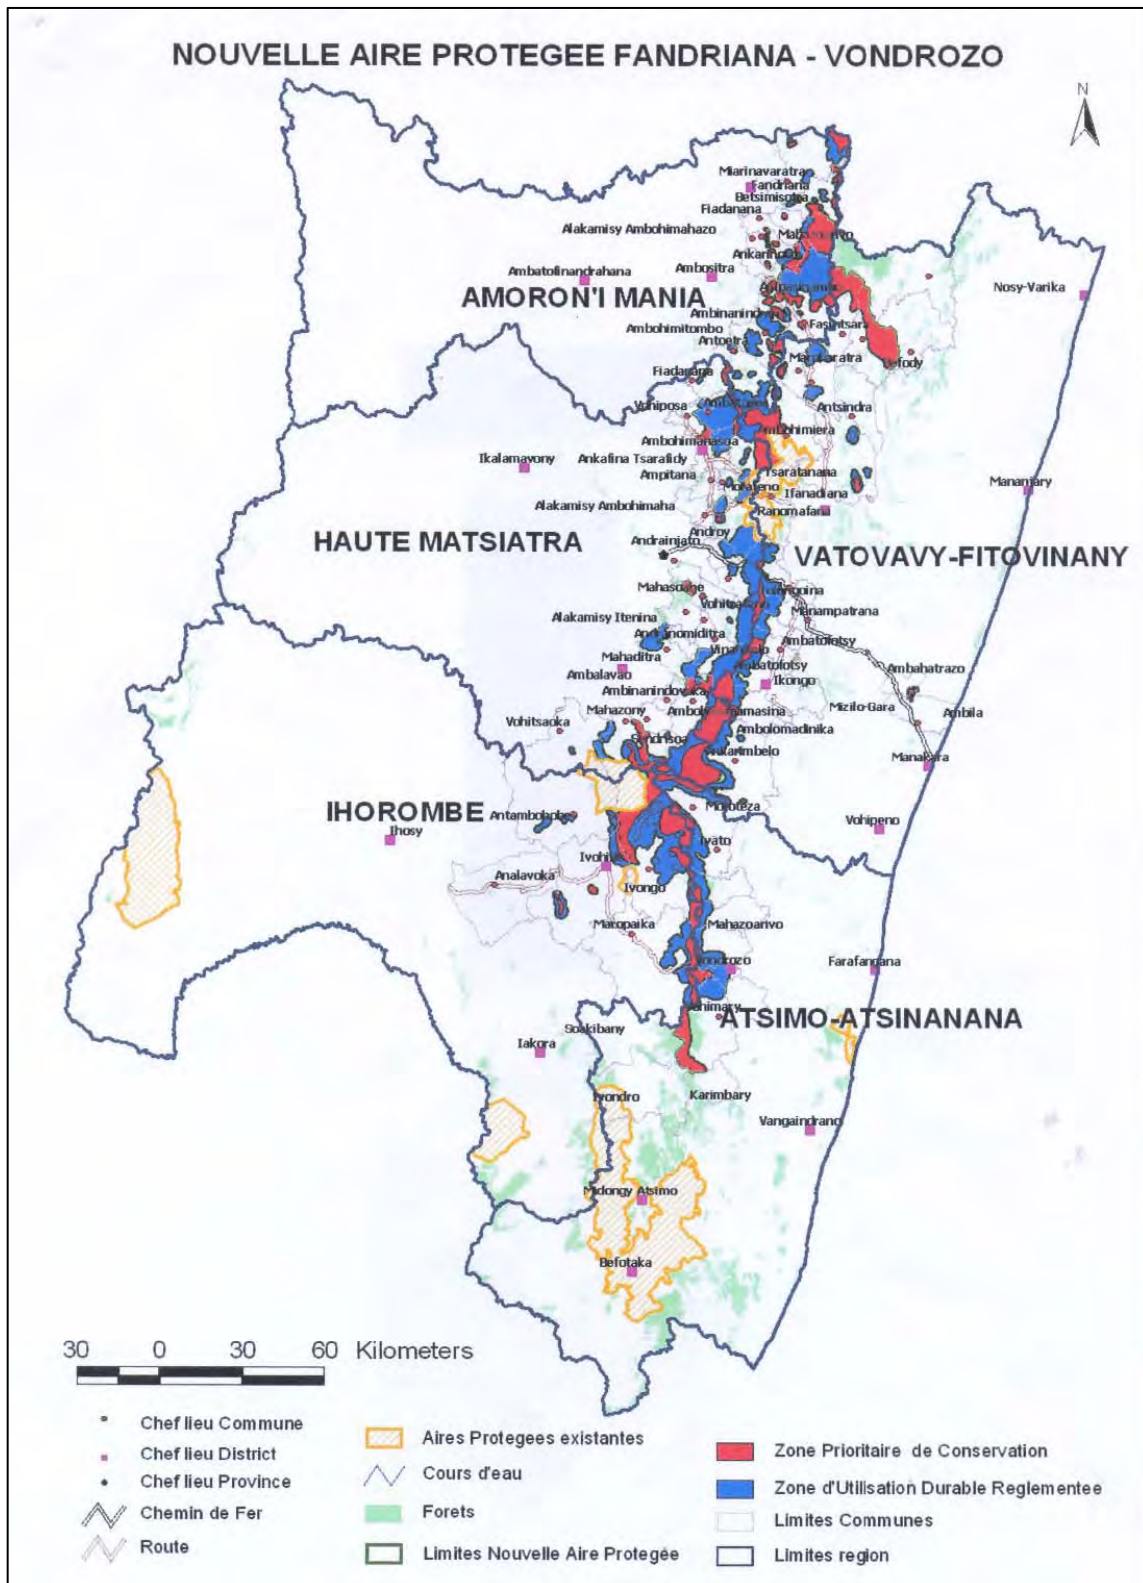 NOUVELLE AIRE PROTEGEE FANDRIANA - VONDROZO
N
Miarinavaratra
Fandriana
Fiadanana
Alakamisy Ambohimahazo
Ambatofinandrahana
Ambositra
Nosy-Varika
AMORON'I MANIA
Ambohimitombo
Fasintsara
Antoetra
Fiadanana
Vohiposa
Antsindra
Ambohimiera
Ambohimanasoa
Ikalamavony
Ankafina Tsarafidy
Ampitana
Tsaratanana
Ifanadiana
Mananjary
Alakamisy Ambohimaha
Ranomafana
Androy
HAUTE MATSIATRA
Andrainjato
VATOVAVY-FITOVINANY
Mahasoabe
Manampatrana
Alakamisy Itenina
Andranomiditra
Ambatofotsy
Mahaditra
Ambatofotsy
Ambahatrazo
Ambalavao
Ikongo
Mizilo-Gara
Ambila
Mahazony
Vohitsaoka
Ambolomadinika
Ankarimbelo
Manakara
IHOROMBE
Ihosy
Vohipeno
Ivato
Analavoka
Ivongo
Maropaika
Mahazoarivo
Vondrozo
Farafangana
ATSIMO-ATSINANANA
Soakibany
Iakora
Ivondro
Karimbary
Vangaindrano
Midongy Atsimo
Befotaka
30 0 30 60 Kilometers
Chef lieu Commune
Chef lieu District
Chef lieu Province
Chemin de Fer
Route
Aires Protegees existantes
Cours d'eau
Forets
Limites Nouvelle Aire Protegée
Zone Prioritaire de Conservation
Zone d'Utilisation Durable Reglementee
Limites Communes
Limites region